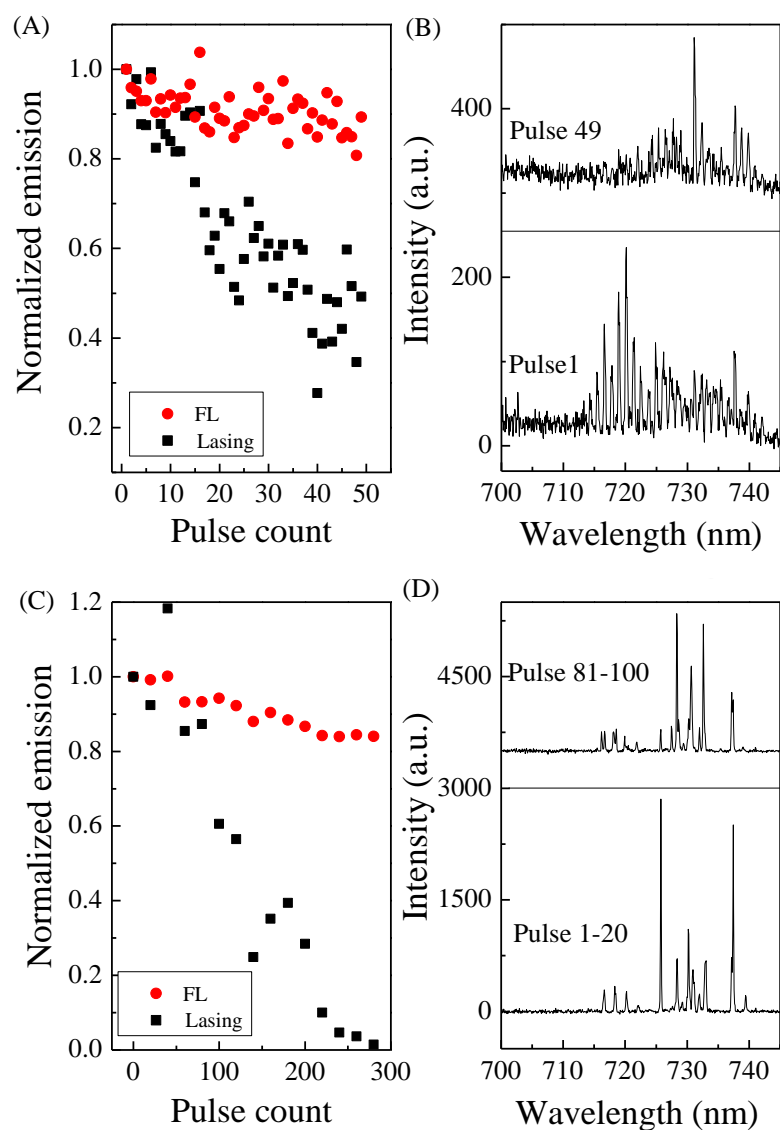 (A)
Normalized emission
1.0
0.8
0.6
0.4
0.2
FL
Lasing
0 10 20 30 40 50
Pulse count
(B)
Intensity (a.u.)
400
200
0
Pulse 49
Pulse1
700 710 720 730 740
Wavelength (nm)
(C)
Normalized emission
1.2
1.0
0.8
0.6
0.4
0.2
0.0
FL
Lasing
0 100 200 300
Pulse count
(D)
Intensity (a.u.)
4500
3000
1500
0
Pulse 81-100
Pulse 1-20
700 710 720 730 740
Wavelength (nm)